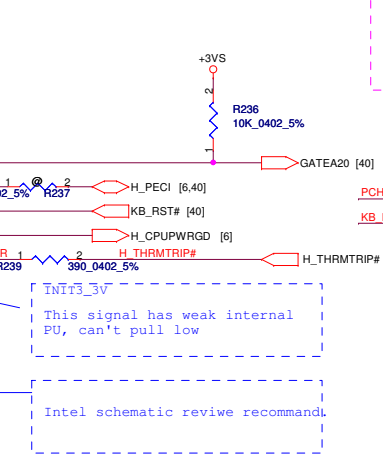 +3VS
2
R236
10K_0402_5%
1
GATEA20 [40]
1 @ 2 H_PECI [6,40]
02_5% R237
PCH
KB_RST# [40]
KB_
H_CPUPWRGD [6]
R 1 2 H_THRMTRIP# H_THRMTRIP#
R239 390_0402_5%
INIT3_3V
This signal has weak internal
PU, can't pull low
Intel schematic reviwe recommand.